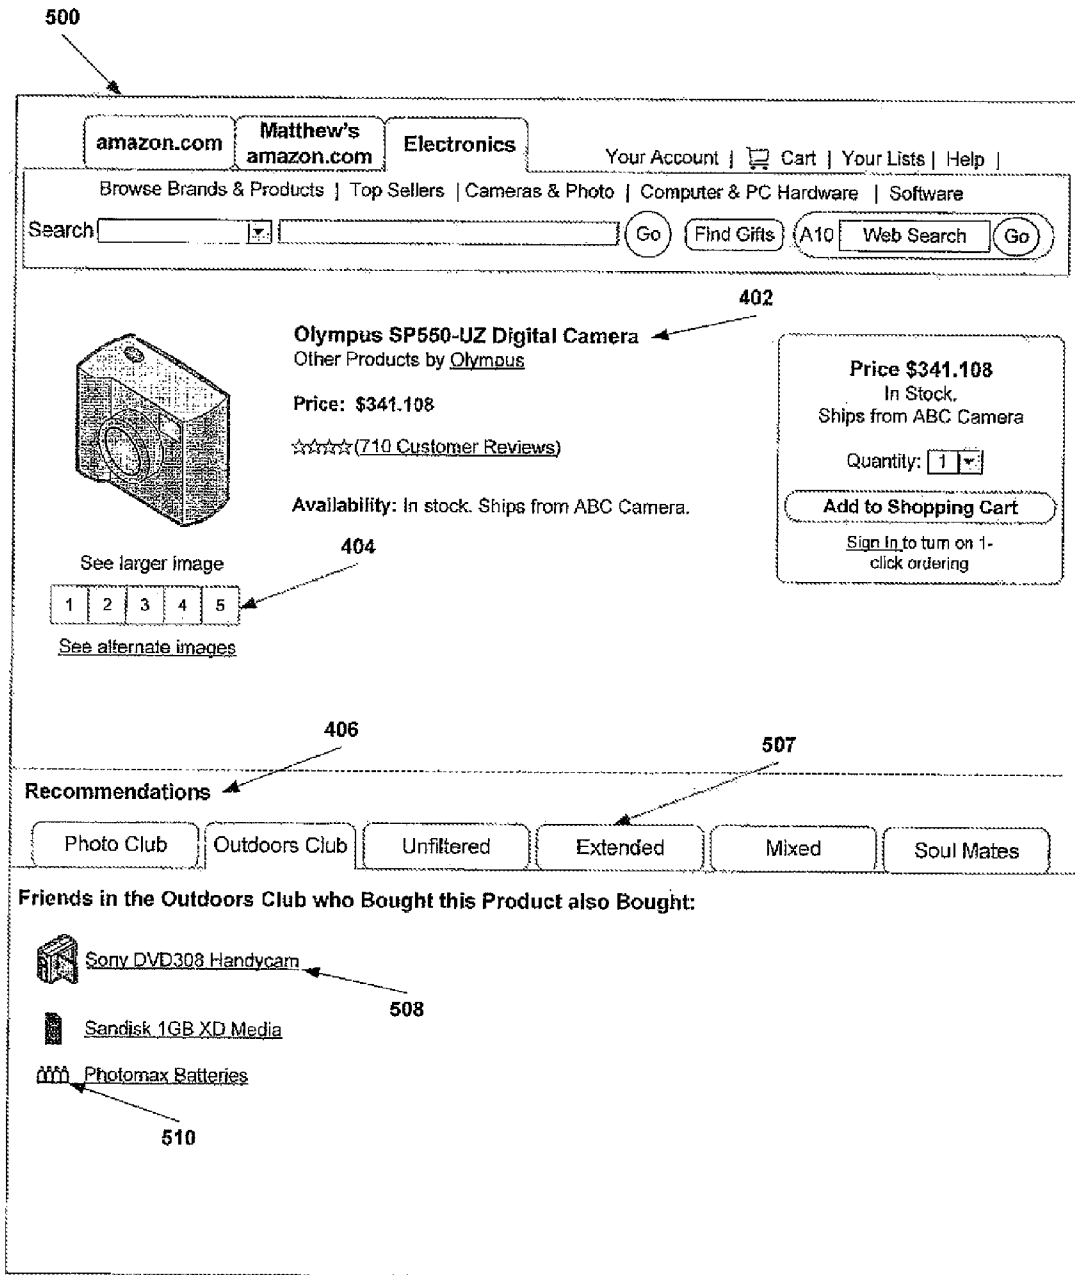 500
amazon.com
Matthew's
amazon.com
Electronics
Your Account | Cart | Your Lists | Help |
Browse Brands & Products | Top Sellers | Cameras & Photo | Computer & PC Hardware | Software
Search
Go
Find Gifts
A10 Web Search Go
402
Olympus SP550-UZ Digital Camera
Other Products by Olympus
Price: $341.108
(710 Customer Reviews)
Availability: In stock. Ships from ABC Camera.
Price $341.108
In Stock.
Ships from ABC Camera
Quantity: 1
Add to Shopping Cart
Sign In to turn on 1-
click ordering
See larger image
404
1 2 3 4 5
See alternate images
406
507
Recommendations
Photo Club
Outdoors Club
Unfiltered
Extended
Mixed
Soul Mates
Friends in the Outdoors Club who Bought this Product also Bought:
Sony DVD308 Handycam
508
Sandisk 1GB XD Media
Photomax Batteries
510